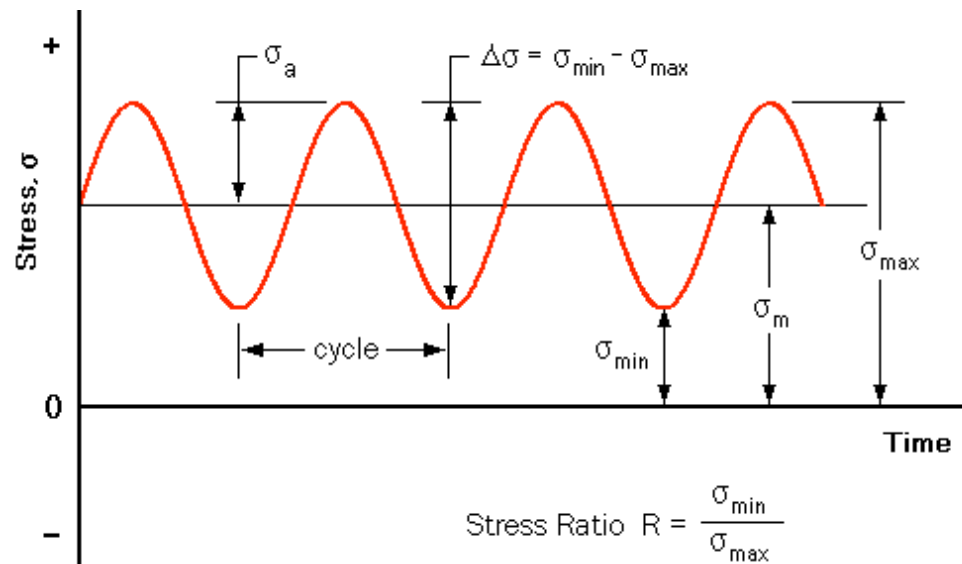 +
σa
Δσ = σmin - σmax
Stress, σ
σmax
σm
cycle
σmin
0
Time
Stress Ratio R = σmin
σmax
−